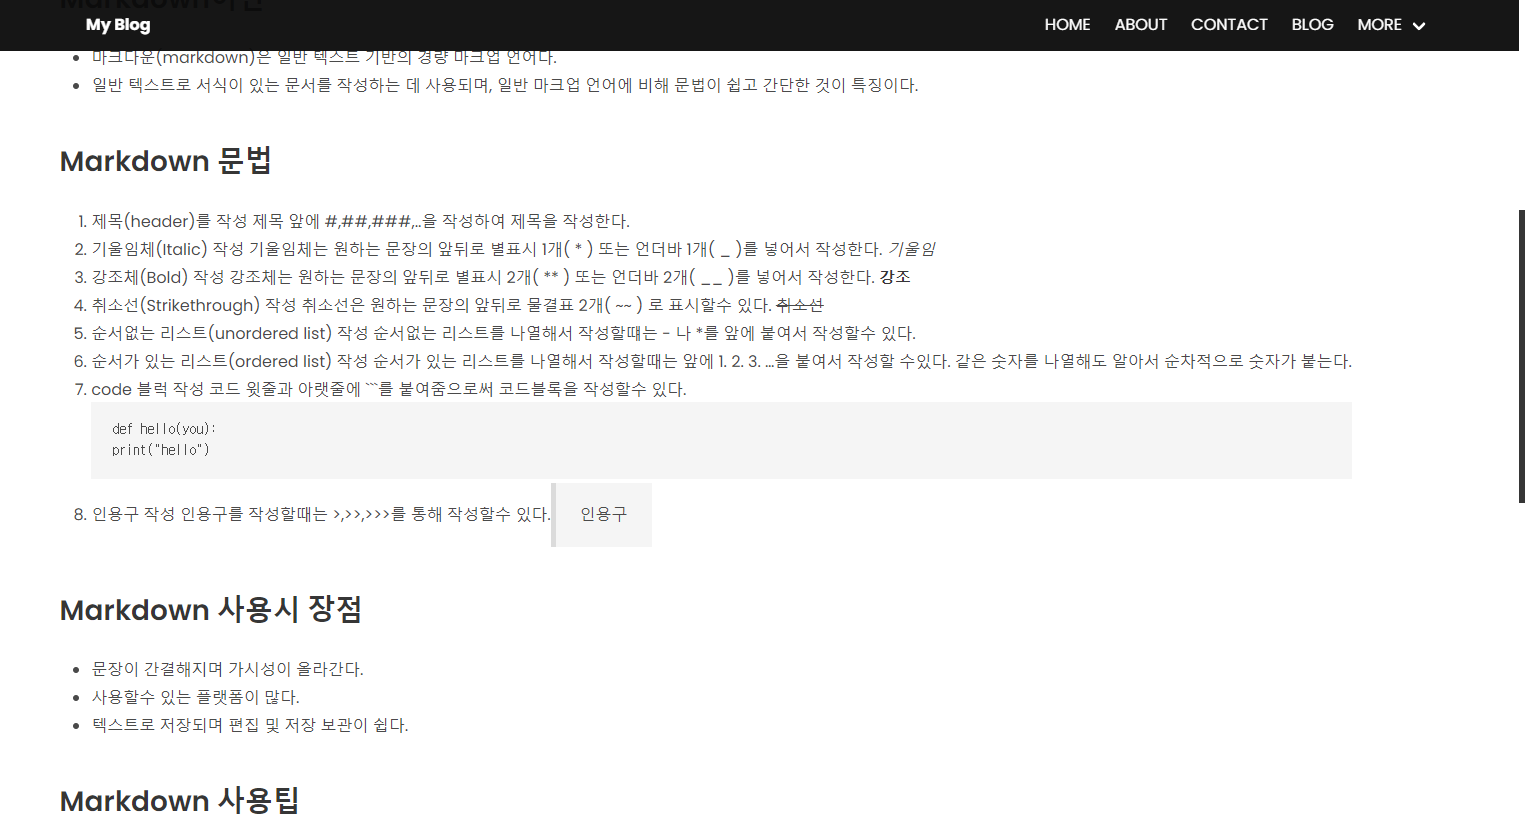 Markdown이란
My Blog
HOME ABOUT CONTACT BLOG MORE
마크다운(markdown)은 일반 텍스트 기반의 경량 마크업 언어다.
일반 텍스트로 서식이 있는 문서를 작성하는 데 사용되며, 일반 마크업 언어에 비해 문법이 쉽고 간단한 것이 특징이다.
Markdown 문법
1. 제목(header)를 작성 제목 앞에 #,##,###,..을 작성하여 제목을 작성한다.
2. 기울임체(Italic) 작성 기울임체는 원하는 문장의 앞뒤로 별표시 1개( * ) 또는 언더바 1개( _ )를 넣어서 작성한다. 기울임
3. 강조체(Bold) 작성 강조체는 원하는 문장의 앞뒤로 별표시 2개( ** ) 또는 언더바 2개( _ _ )를 넣어서 작성한다. 강조
4. 취소선(Strikethrough) 작성 취소선은 원하는 문장의 앞뒤로 물결표 2개( ~~ ) 로 표시할수 있다. 취소선
5. 순서없는 리스트(unordered list) 작성 순서없는 리스트를 나열해서 작성할떄는 - 나 *를 앞에 붙여서 작성할수 있다.
6. 순서가 있는 리스트(ordered list) 작성 순서가 있는 리스트를 나열해서 작성할때는 앞에 1. 2. 3. ...을 붙여서 작성할 수있다. 같은 숫자를 나열해도 알아서 순차적으로 숫자가 붙는다.
7. code 블럭 작성 코드 윗줄과 아랫줄에 ```를 붙여줌으로써 코드블록을 작성할수 있다.
def hello(you):
print("hello")
8. 인용구 작성 인용구를 작성할때는 >,>>,>>>를 통해 작성할수 있다. 인용구
Markdown 사용시 장점
문장이 간결해지며 가시성이 올라간다.
사용할수 있는 플랫폼이 많다.
텍스트로 저장되며 편집 및 저장 보관이 쉽다.
Markdown 사용팁